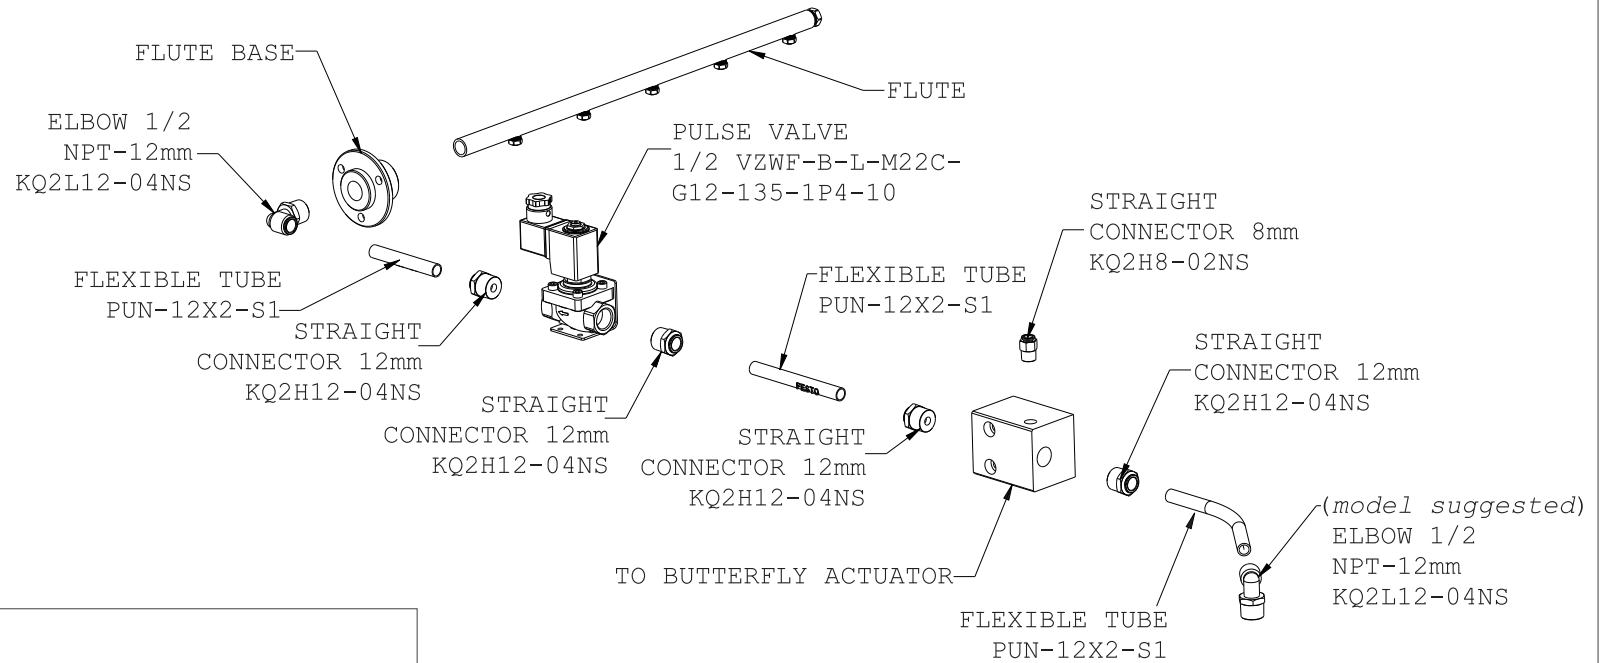 FLUTE BASE
FLUTE
ELBOW 1/2
NPT-12mm
KQ2L12-04NS
PULSE VALVE
1/2 VZWF-B-L-M22C-
G12-135-1P4-10
STRAIGHT
CONNECTOR 8mm
KQ2H8-02NS
FLEXIBLE TUBE
PUN-12X2-S1
FLEXIBLE TUBE
PUN-12X2-S1
STRAIGHT
CONNECTOR 12mm
KQ2H12-04NS
STRAIGHT
CONNECTOR 12mm
KQ2H12-04NS
FESTO
STRAIGHT
CONNECTOR 12mm
KQ2H12-04NS
STRAIGHT
CONNECTOR 12mm
KQ2H12-04NS
(model suggested)
ELBOW 1/2
NPT-12mm
KQ2L12-04NS
TO BUTTERFLY ACTUATOR
FLEXIBLE TUBE
PUN-12X2-S1